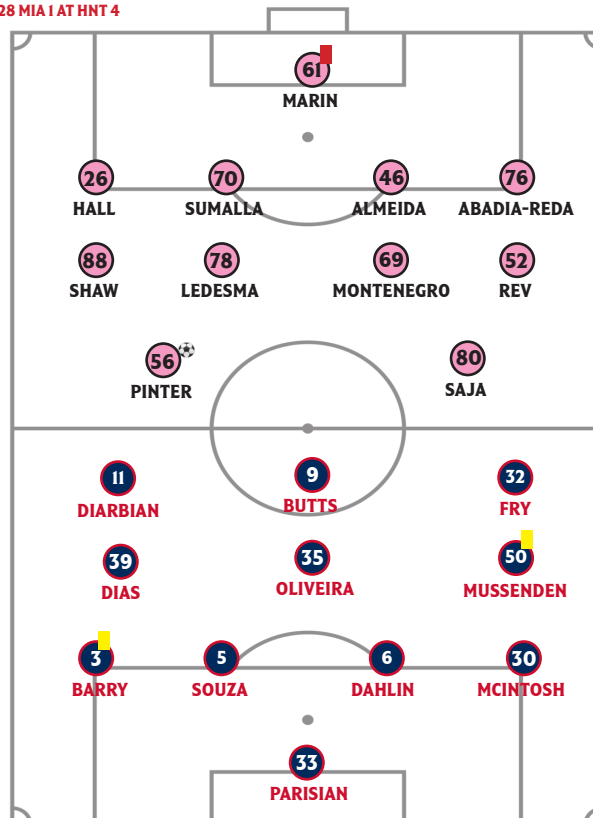 28 MIA 1 AT HNT 4
61
MARIN
26 70 46 76
HALL SUMALLA ALMEIDA ABADIA-REDA
88 78 69 52
SHAW LEDESMA MONTENEGRO REV
56 80
PINTER SAJA
11 9 32
DIARBIAN BUTTS FRY
39 35 50
DIAS OLIVEIRA MUSSENDEN
3 5 6 30
BARRY SOUZA DAHLIN MCINTOSH
33
PARISIAN